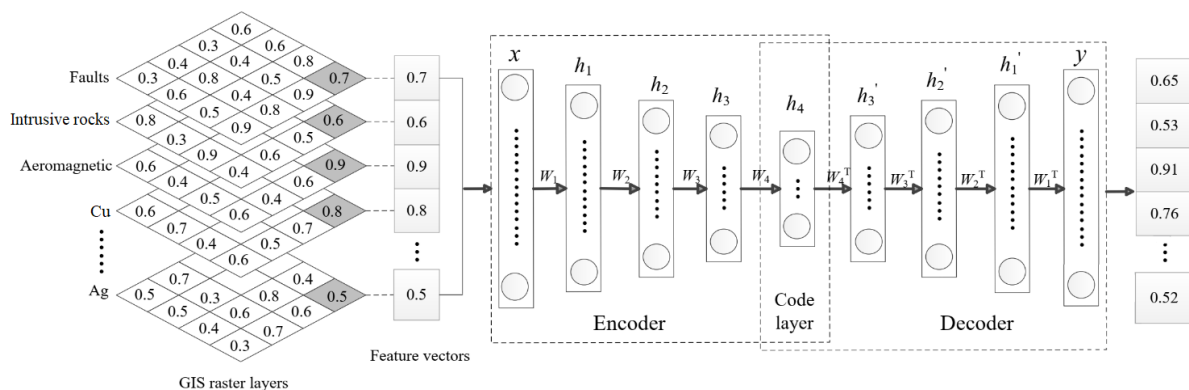 Faults
Intrusive rocks
Aeromagnetic
Cu
Ag
0.6
0.3 0.6
0.4 0.4 0.8
0.3 0.8 0.5 0.7
0.6 0.4 0.9
0.5 0.8
0.9
0.8 0.5 0.6
0.3 0.6
0.9 0.6
0.4
0.6 0.5 0.9
0.4 0.6
0.5 0.4
0.6
0.6 0.8
0.7 0.5 0.7
0.4
0.6
0.7 0.4
0.5 0.3 0.8 0.5
0.5 0.6 0.6
0.4 0.7
0.3
GIS raster layers
0.7
0.6
0.9
0.8
0.5
Feature vectors
x
h1
h2
h3
h4
h3'
h2'
h1'
y
W1
W2
W3
W4
W4T
W3T
W2T
W1T
Encoder
Code
layer
Decoder
0.65
0.53
0.91
0.76
0.52